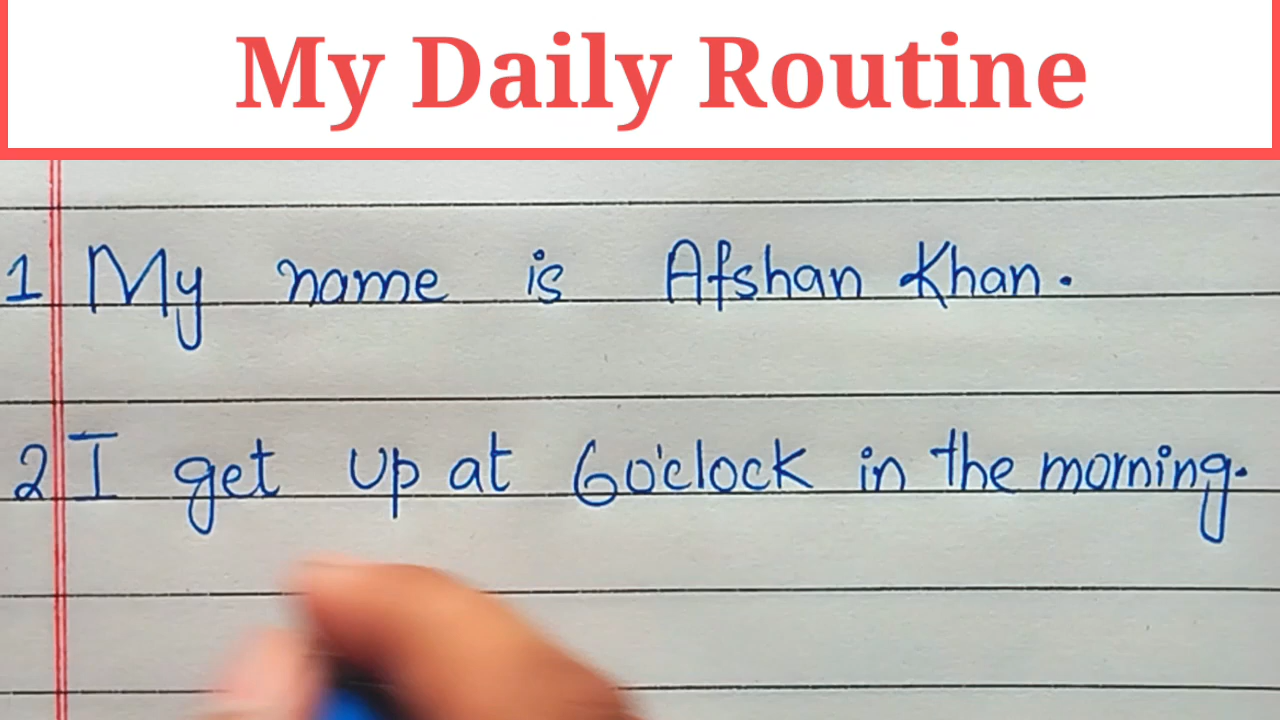 My Daily Routine
1 My name is Afshan Khan.
2 I get up at 6 o'clock in the morning.